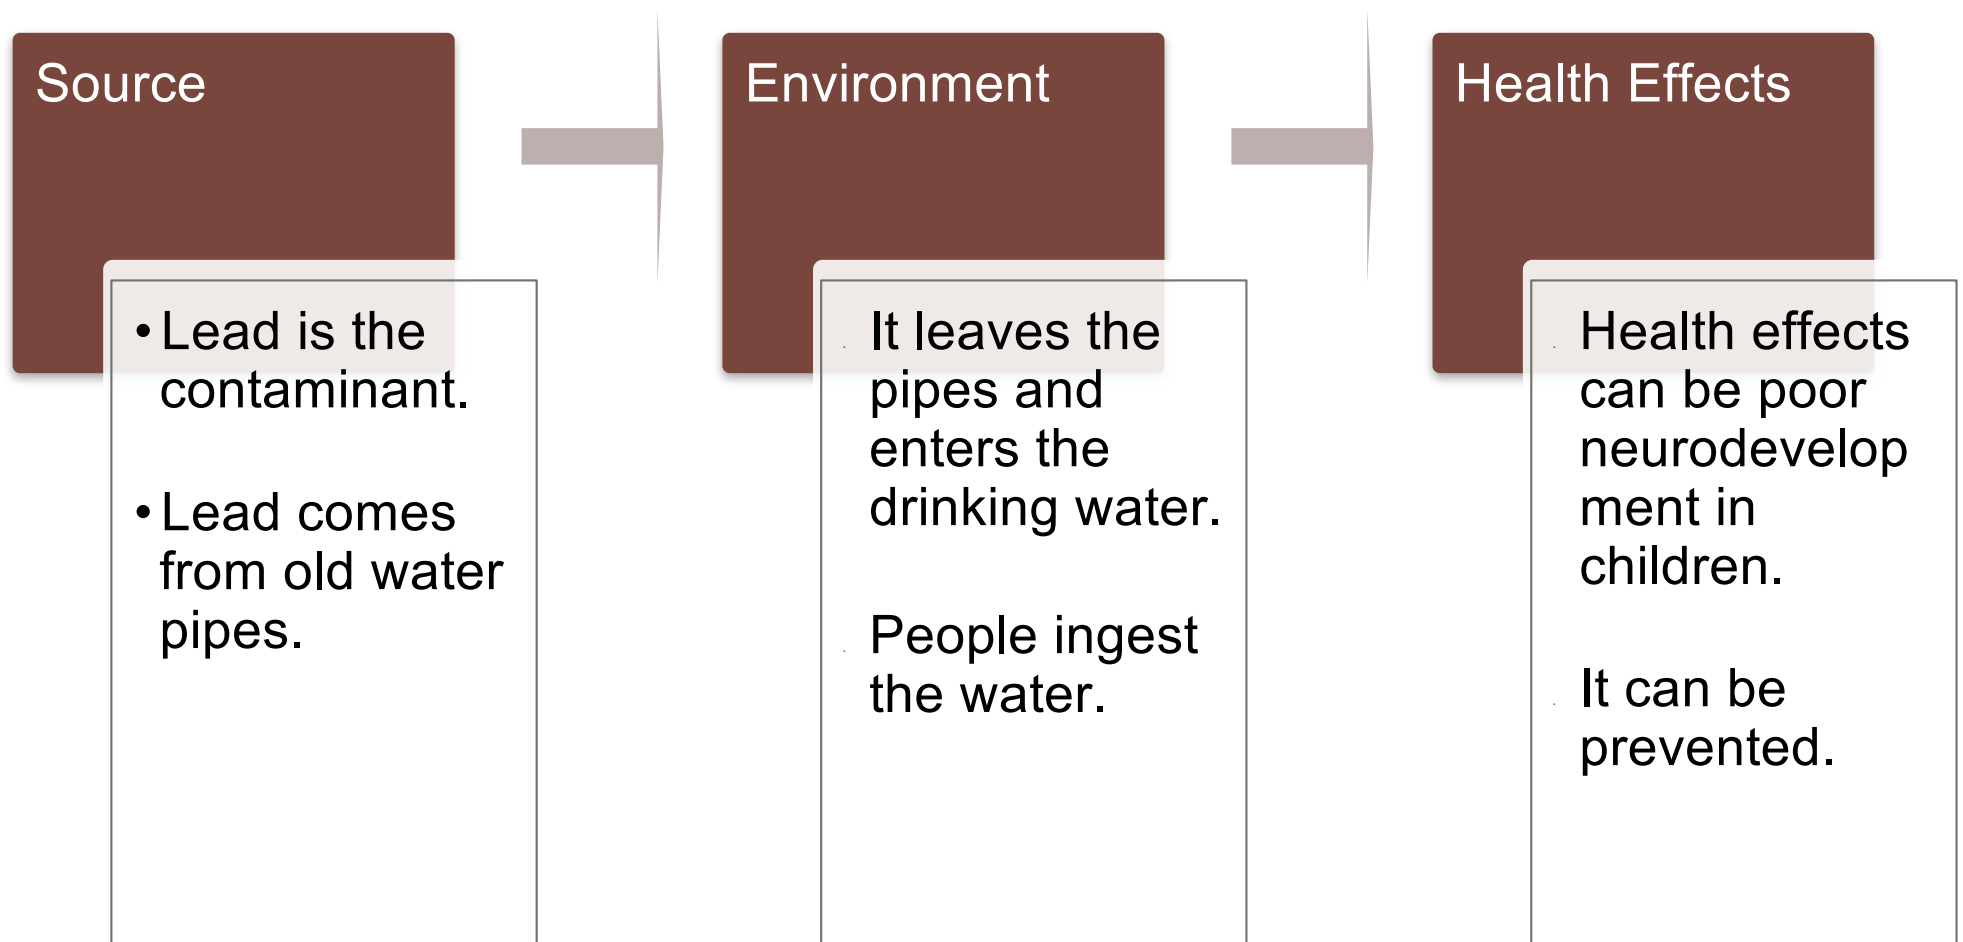 Source
• Lead is the
contaminant.
• Lead comes
from old water
pipes.
Environment
It leaves the
pipes and
enters the
drinking water.
People ingest
the water.
Health Effects
Health effects
can be poor
neurodevelop
ment in
children.
It can be
prevented.